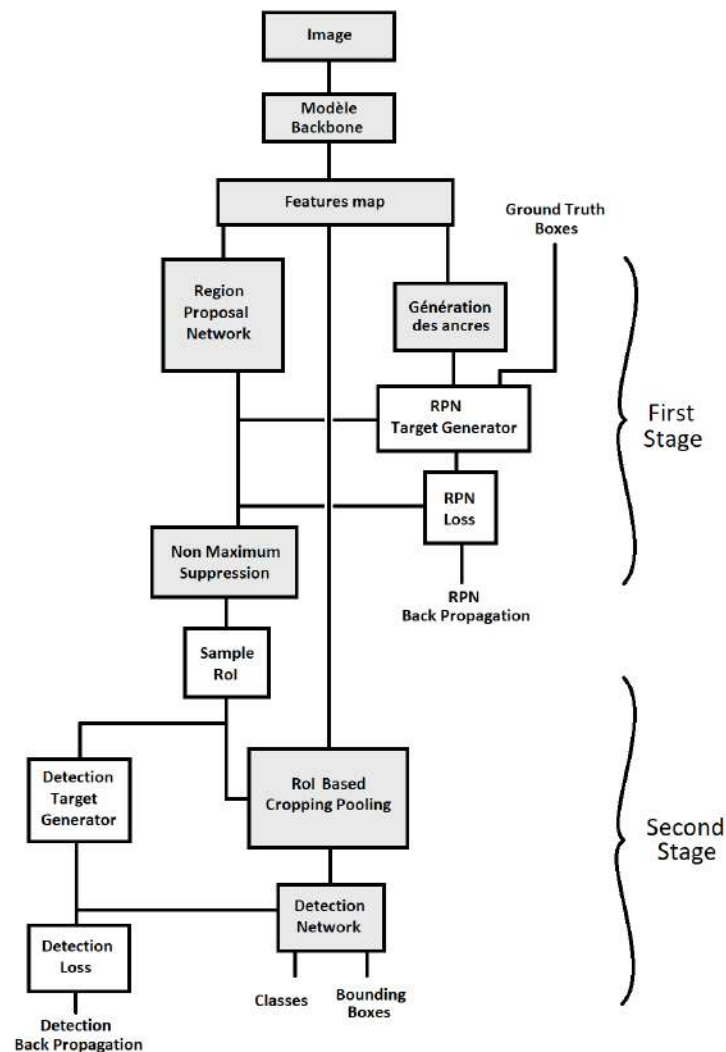 Image
Modèle
Backbone
Features map
Ground Truth
Boxes
Region
Proposal
Network
Génération
des ancres
RPN
Target Generator
First
Stage
RPN
Loss
Non Maximum
Suppression
RPN
Back Propagation
Sample
RoI
Detection
Target
Generator
RoI Based
Cropping Pooling
Second
Stage
Detection
Network
Detection
Loss
Classes
Bounding
Boxes
Detection
Back Propagation